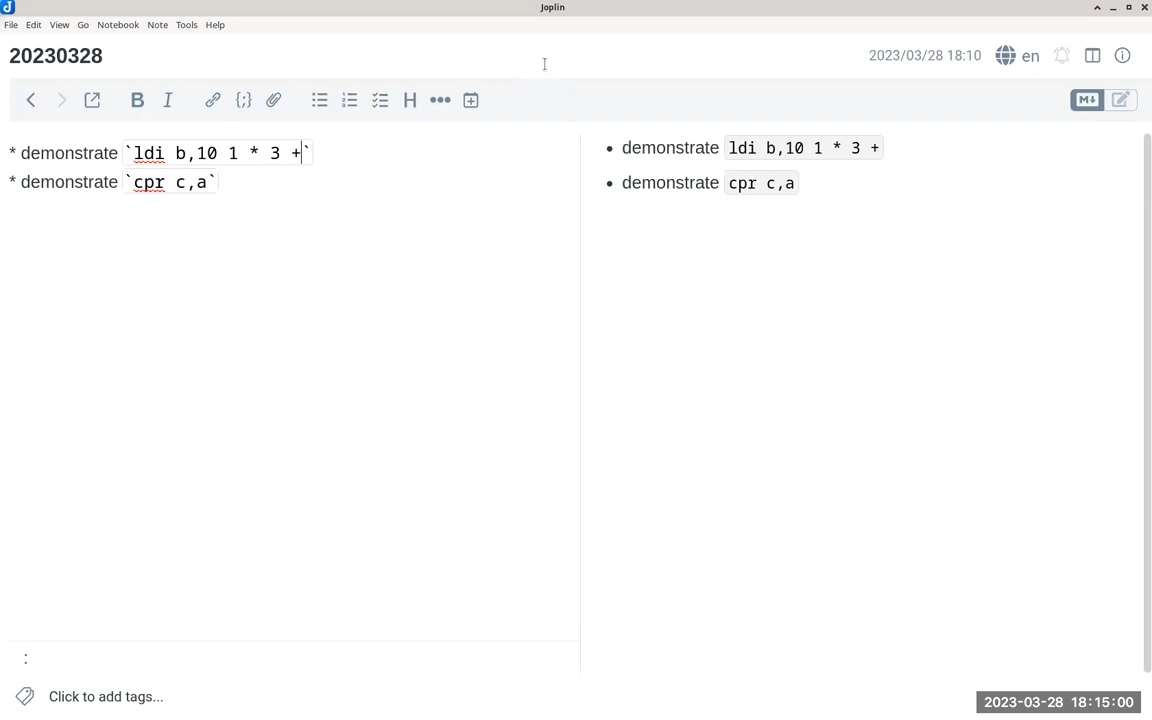 Joplin
File Edit View Go Notebook Note Tools Help
20230328
2023/03/28 18:10
en
B I {;} H ••• M↓
* demonstrate `ldi b,10 1 * 3 +`
* demonstrate `cpr c,a`
• demonstrate ldi b,10 1 * 3 +
• demonstrate cpr c,a
:
Click to add tags...
2023-03-28 18:15:00